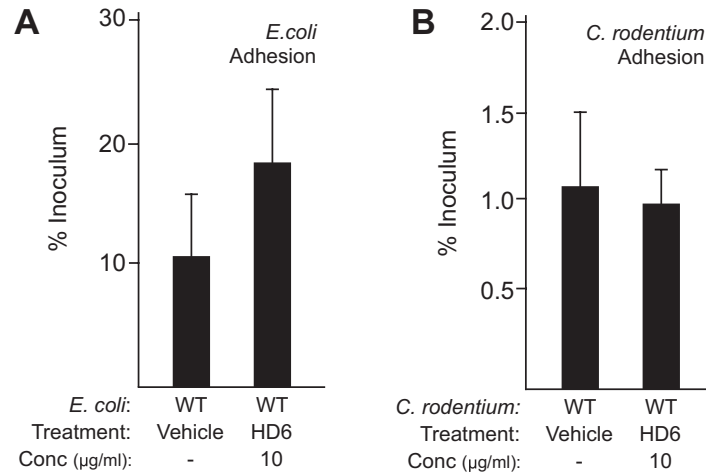 A
E.coli
Adhesion
% Inoculum
30
20
10
E. coli: WT WT
Treatment: Vehicle HD6
Conc (µg/ml): - 10
B
C. rodentium
Adhesion
% Inoculum
2.0
1.5
1.0
0.5
C. rodentium: WT WT
Treatment: Vehicle HD6
Conc (µg/ml): - 10